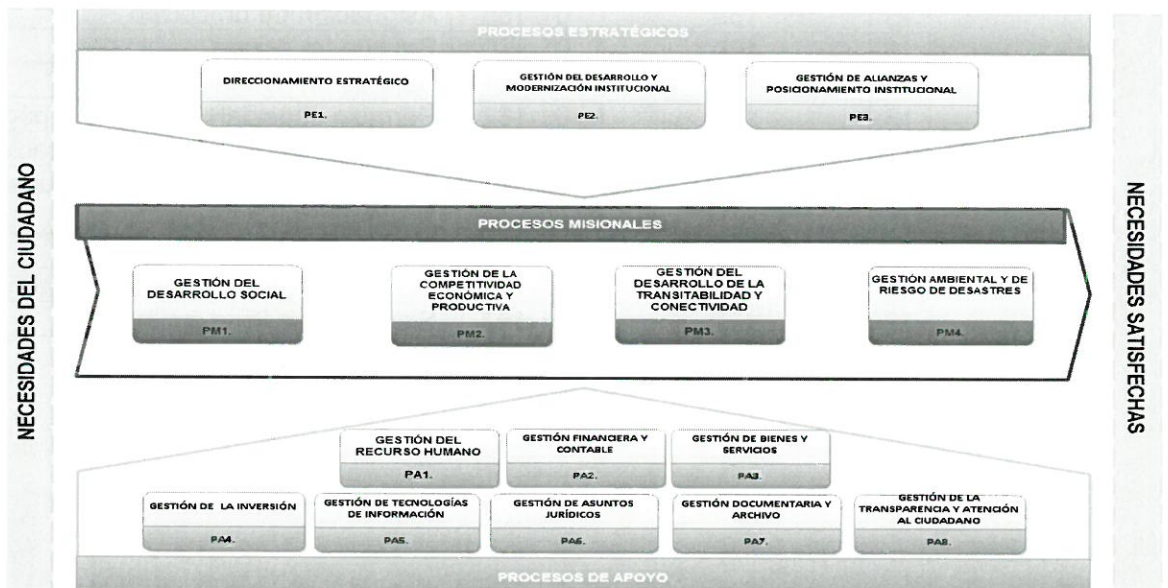 NECESIDADES DEL CIUDADANO
PROCESOS ESTRATÉGICOS
DIRECCIONAMIENTO ESTRATÉGICO
PE1.
GESTIÓN DEL DESARROLLO Y
MODERNIZACIÓN INSTITUCIONAL
PE2.
GESTIÓN DE ALIANZAS Y
POSICIONAMIENTO INSTITUCIONAL
PE3.
PROCESOS MISIONALES
GESTIÓN DEL
DESARROLLO SOCIAL
PM1.
GESTIÓN DE LA
COMPETITIVIDAD
ECONÓMICA Y
PRODUCTIVA
PM2.
GESTIÓN DEL
DESARROLLO DE LA
TRANSITABILIDAD Y
CONECTIVIDAD
PM3.
GESTIÓN AMBIENTAL Y DE
RIESGO DE DESASTRES
PM4.
GESTIÓN DEL
RECURSO HUMANO
PA1.
GESTIÓN FINANCIERA Y
CONTABLE
PA2.
GESTIÓN DE BIENES Y
SERVICIOS
PA3.
GESTIÓN DE LA INVERSIÓN
PA4.
GESTIÓN DE TECNOLOGÍAS
DE INFORMACIÓN
PA5.
GESTIÓN DE ASUNTOS
JURÍDICOS
PA6.
GESTIÓN DOCUMENTARIA Y
ARCHIVO
PA7.
GESTIÓN DE LA
TRANSPARENCIA Y ATENCIÓN
AL CIUDADANO
PA8.
PROCESOS DE APOYO
NECESIDADES SATISFECHAS